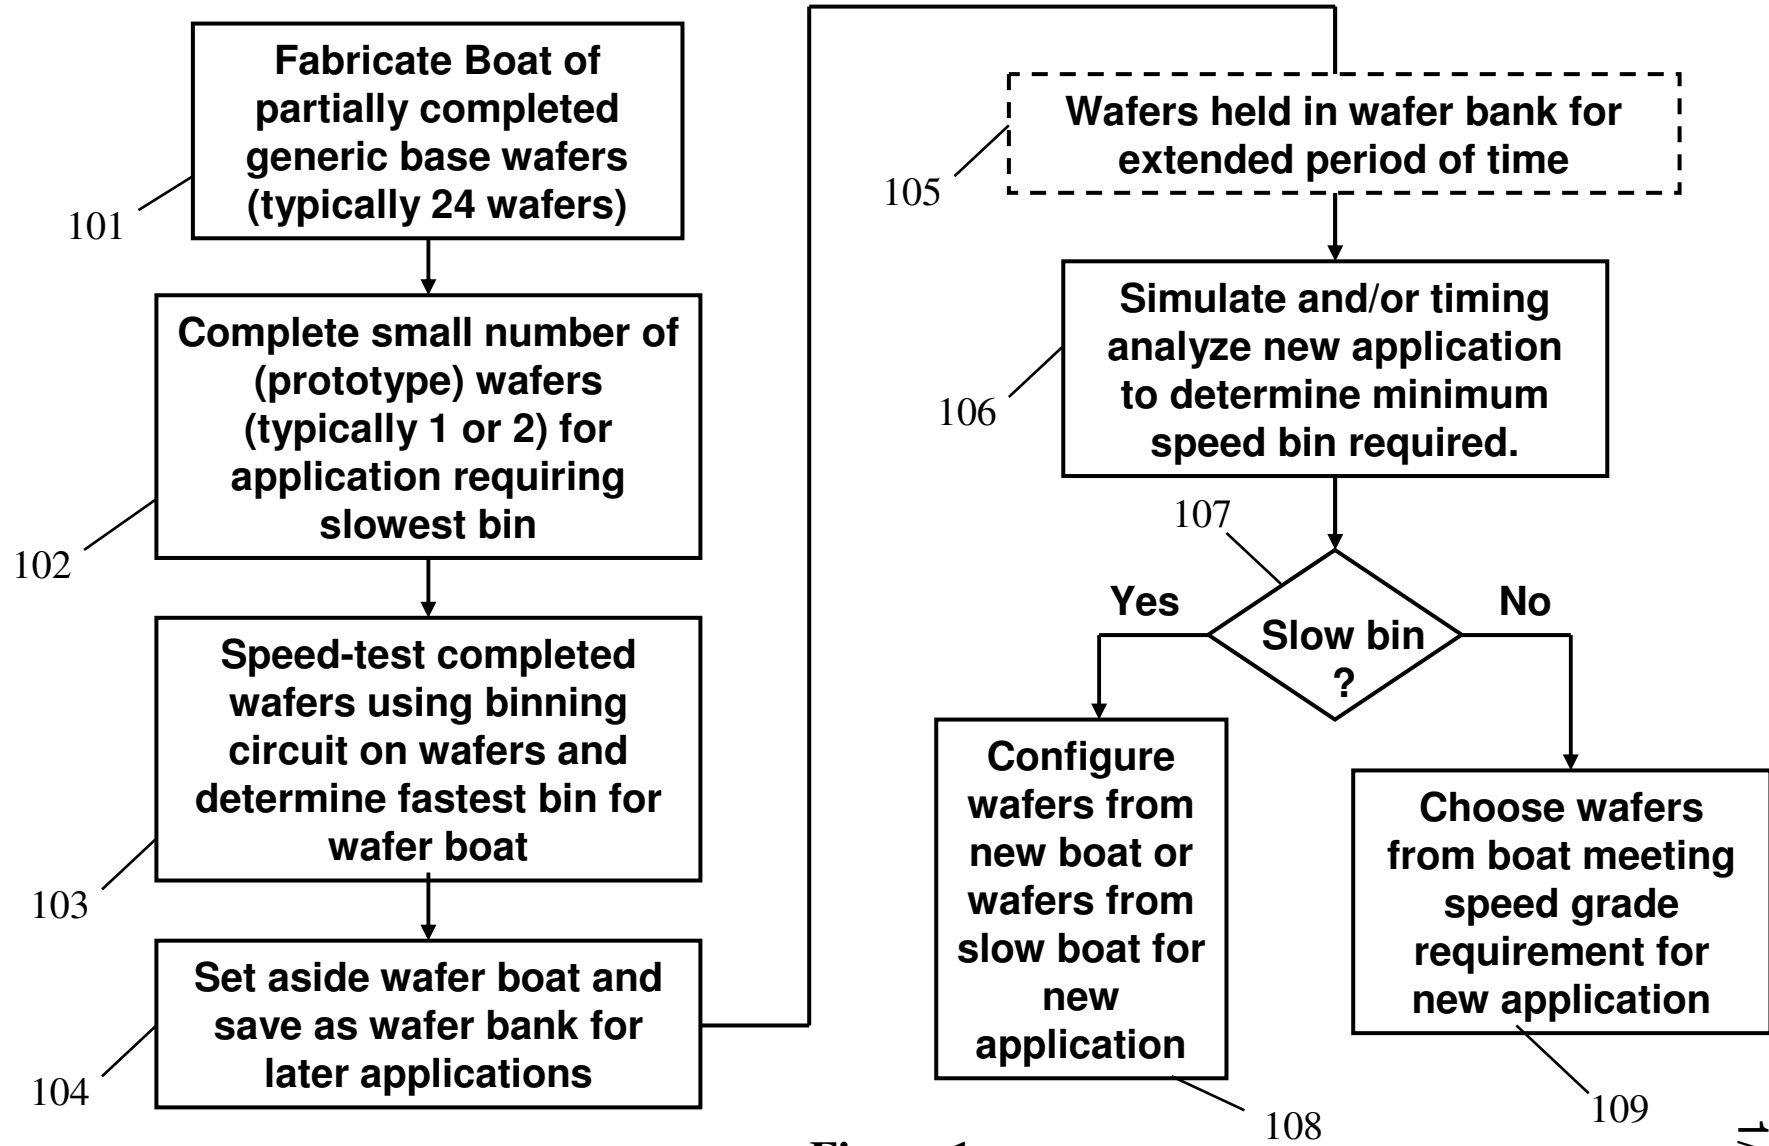 Fabricate Boat of
partially completed
generic base wafers
(typically 24 wafers)
101
Complete small number of
(prototype) wafers
(typically 1 or 2) for
application requiring
slowest bin
102
Speed-test completed
wafers using binning
circuit on wafers and
determine fastest bin for
wafer boat
103
Set aside wafer boat and
save as wafer bank for
later applications
104
Wafers held in wafer bank for
extended period of time
105
Simulate and/or timing
analyze new application
to determine minimum
speed bin required.
106
107
Yes
No
Slow bin
?
Configure
wafers from
new boat or
wafers from
slow boat for
new
application
108
Choose wafers
from boat meeting
speed grade
requirement for
new application
109